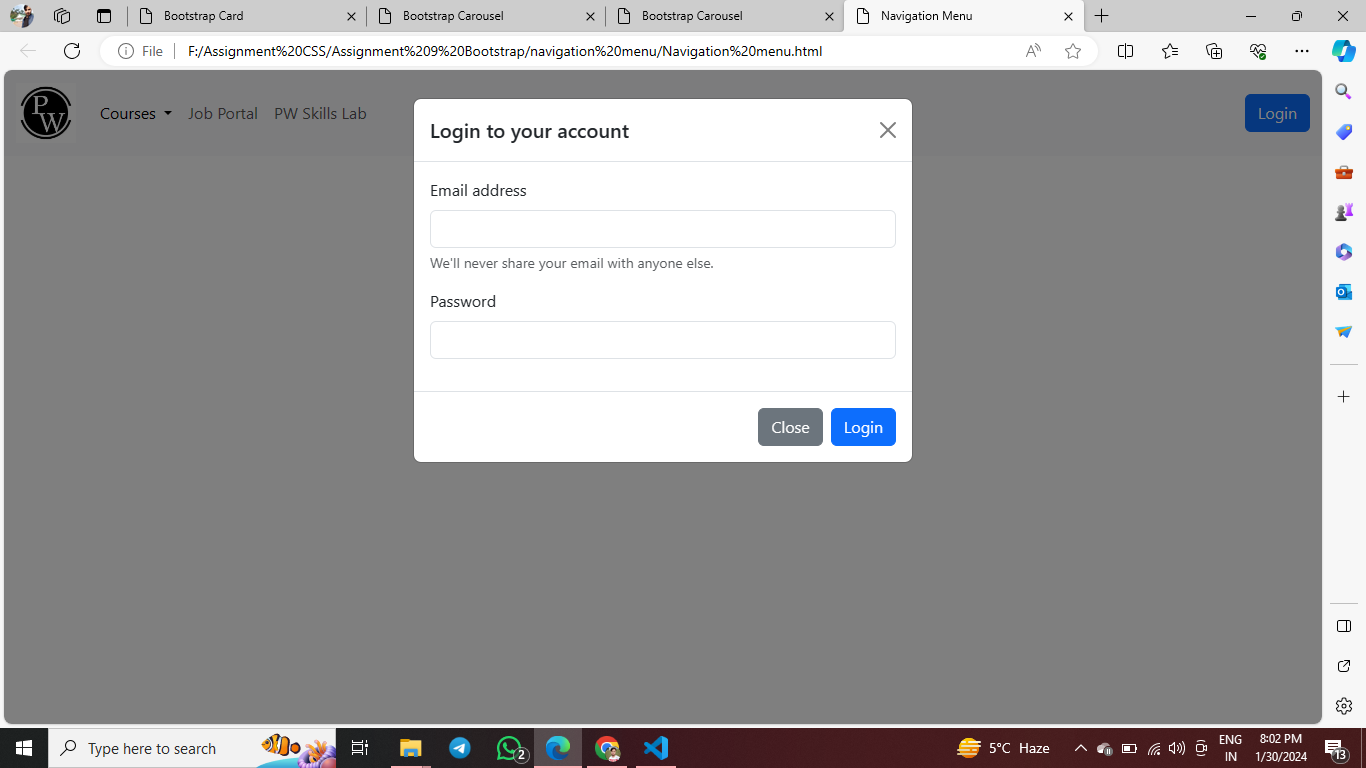 Bootstrap Card
Bootstrap Carousel
Bootstrap Carousel
Navigation Menu
File
F:/Assignment%20CSS/Assignment%209%20Bootstrap/navigation%20menu/Navigation%20menu.html
PW
Courses
Job Portal
PW Skills Lab
Login
Login to your account
Email address
We'll never share your email with anyone else.
Password
Close
Login
Type here to search
2
5°C Haze
ENG
IN
8:02 PM
1/30/2024
13